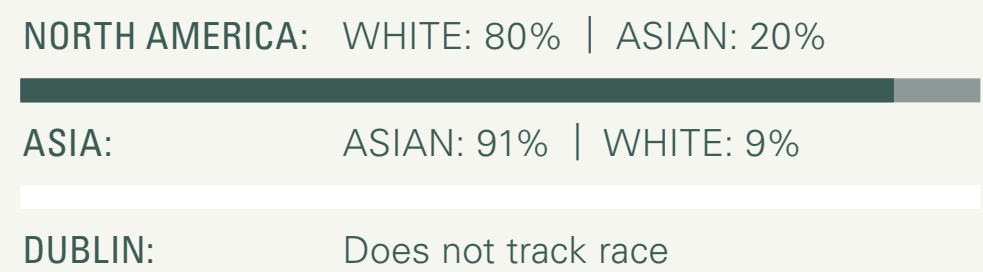 NORTH AMERICA: WHITE: 80% | ASIAN: 20%
ASIA: ASIAN: 91% | WHITE: 9%
DUBLIN: Does not track race